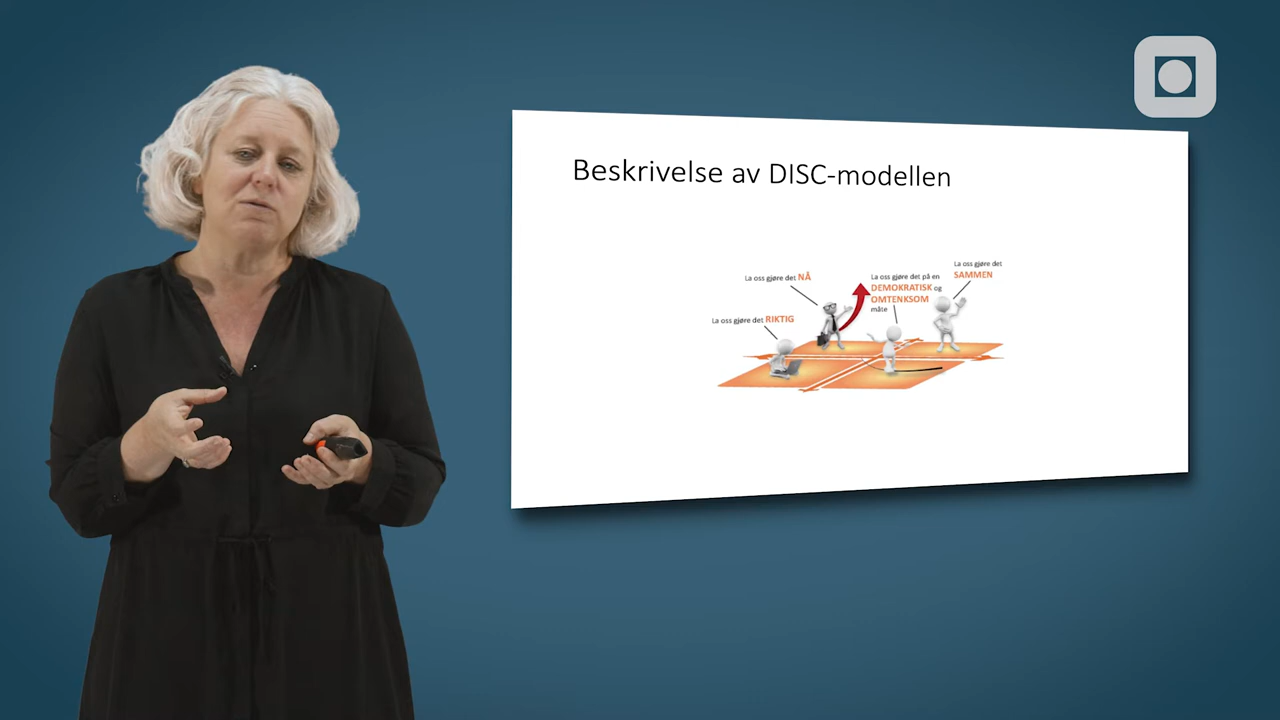 Beskrivelse av DISC-modellen
La oss gjøre det NÅ
La oss gjøre det på en
DEMOKRATISK og
OMTENKSOM
måte
La oss gjøre det
SAMMEN
La oss gjøre det RIKTIG